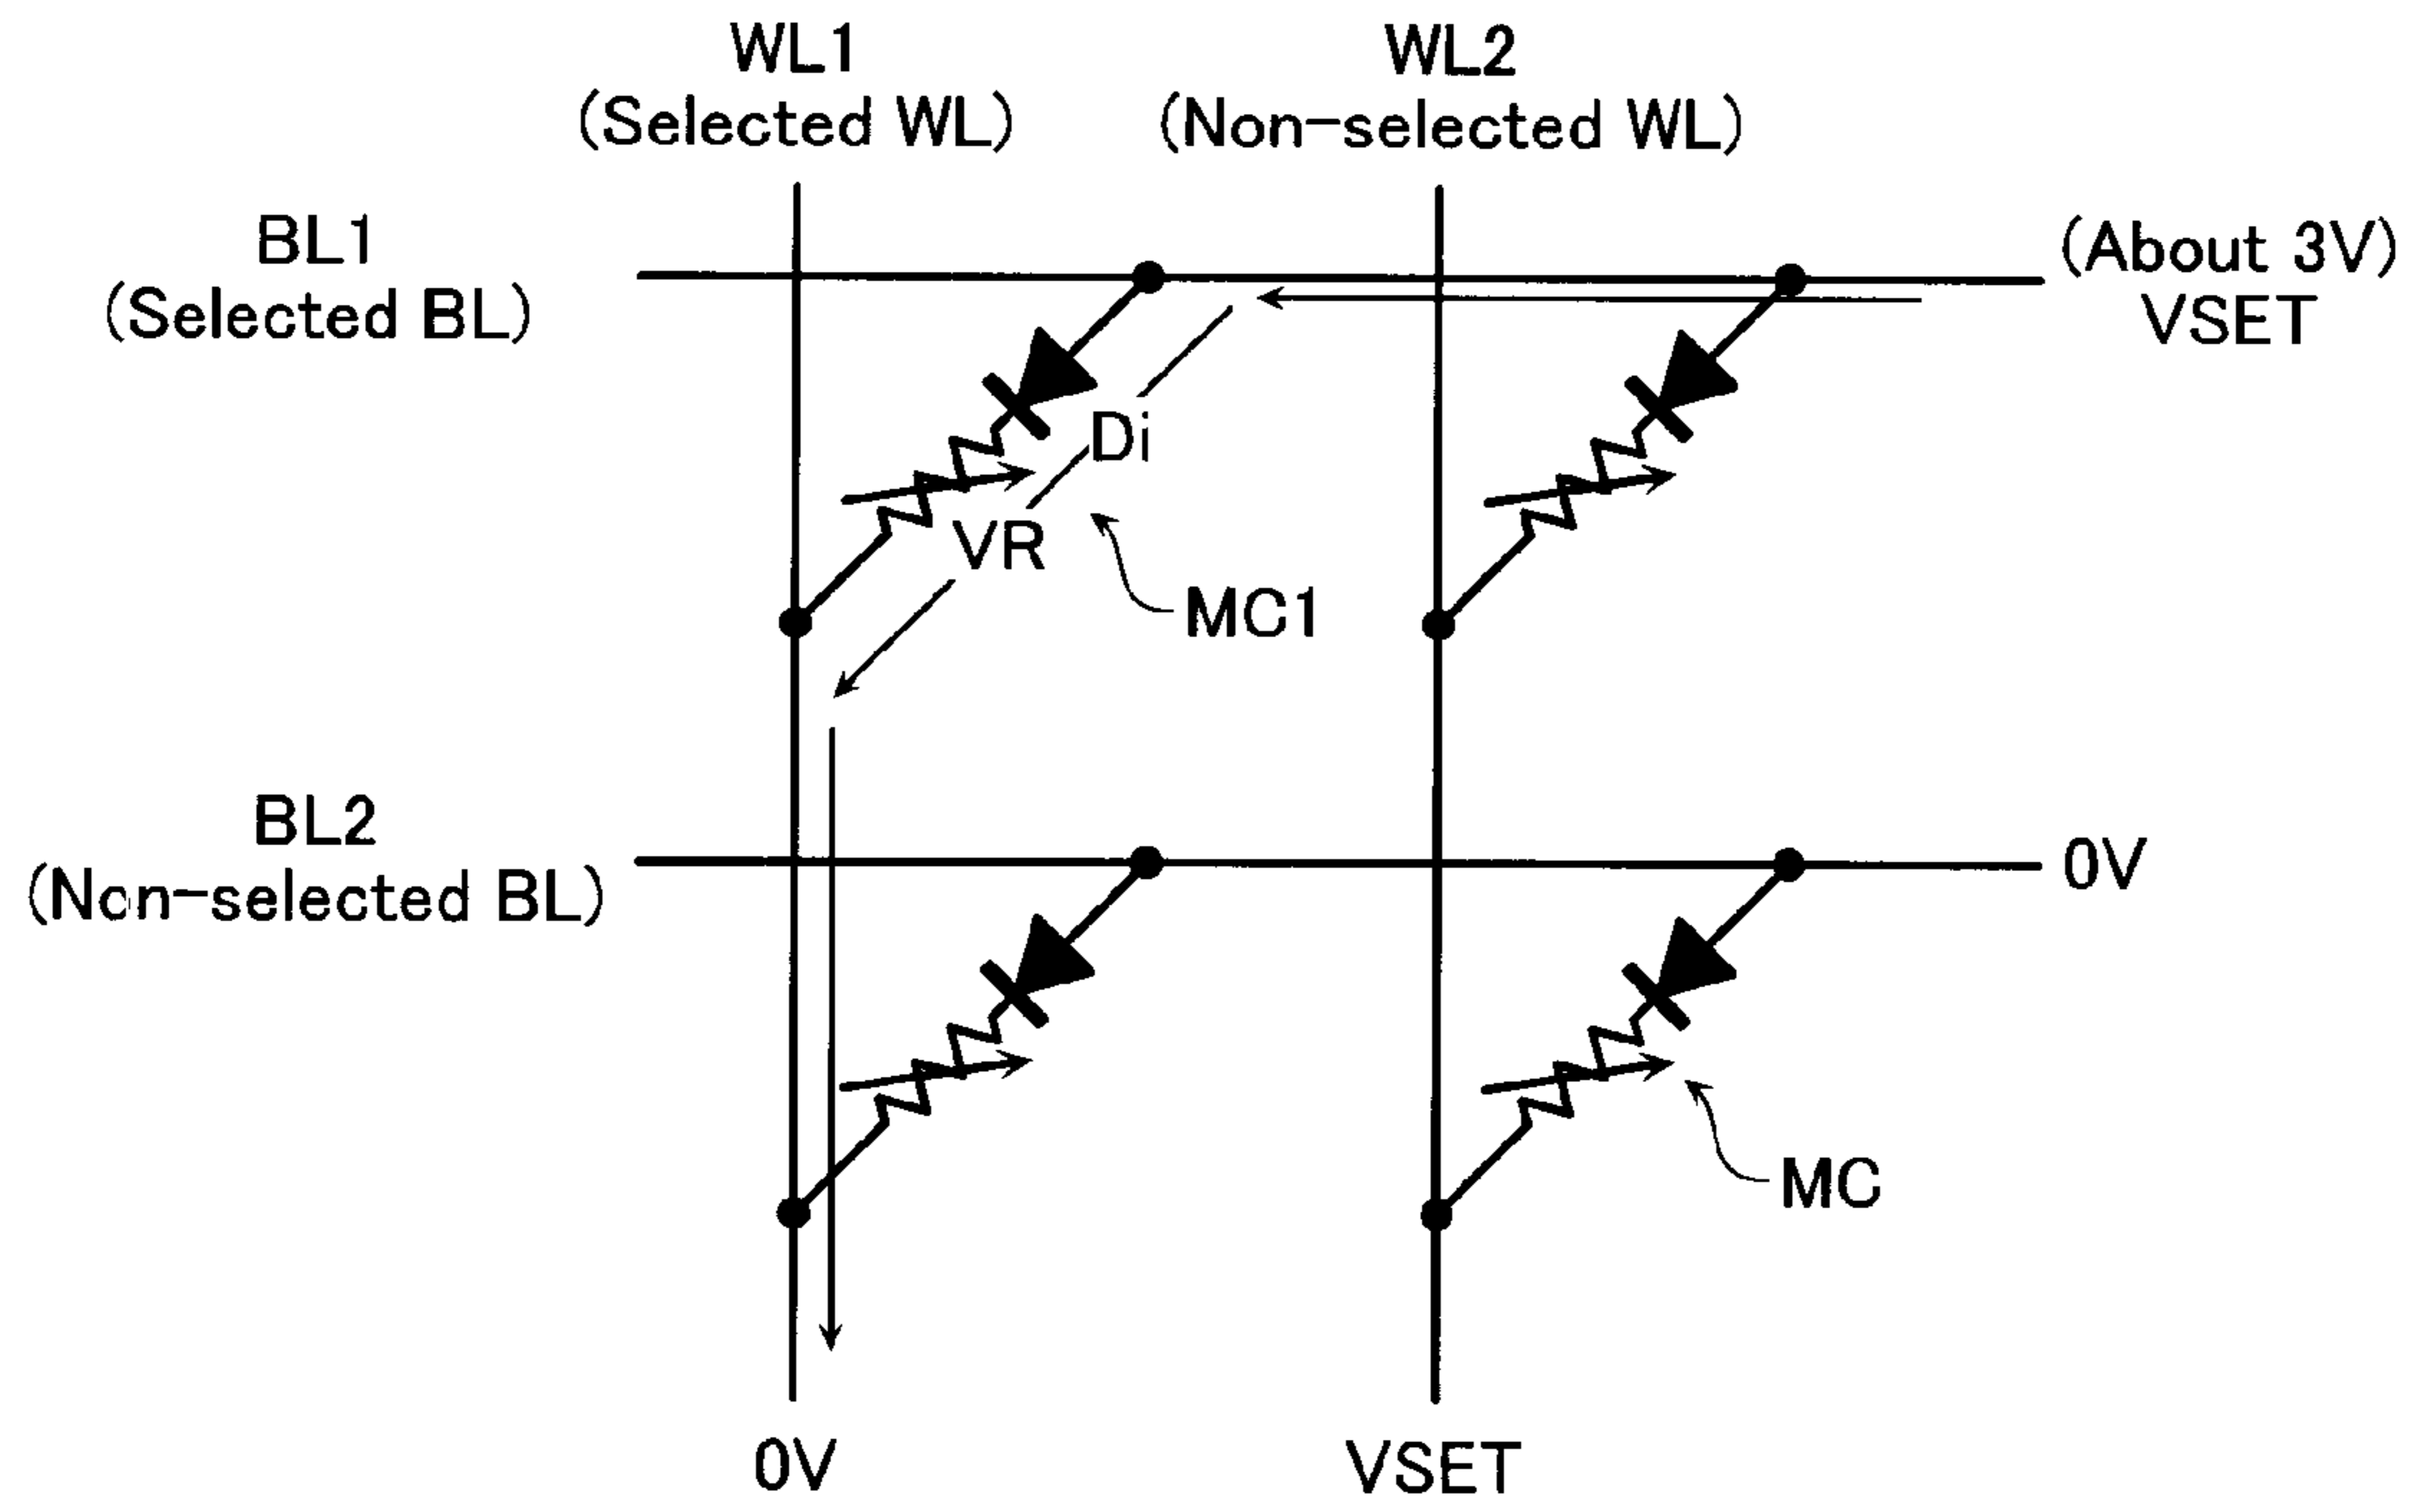 WL1
(Selected WL)
WL2
(Non-selected WL)
BL1
(Selected BL)
(About 3V)
VSET
Di
VR
MC1
BL2
(Non-selected BL)
0V
MC
0V
VSET